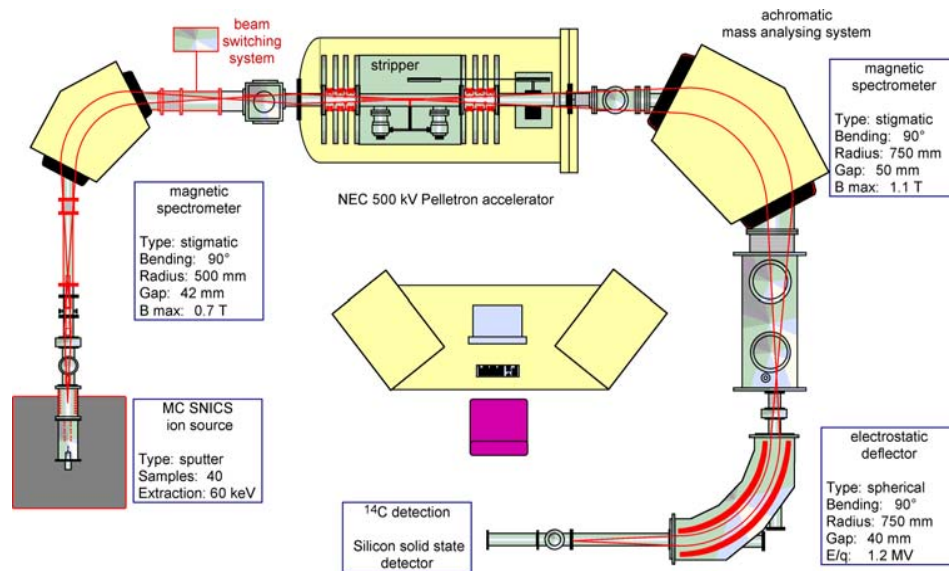 beam
switching
system
stripper
NEC 500 kV Pelletron accelerator
achromatic
mass analysing system
magnetic
spectrometer
Type: stigmatic
Bending: 90°
Radius: 750 mm
Gap: 50 mm
B max: 1.1 T
magnetic
spectrometer
Type: stigmatic
Bending: 90°
Radius: 500 mm
Gap: 42 mm
B max: 0.7 T
MC SNICS
ion source
Type: sputter
Samples: 40
Extraction: 60 keV
14C detection
Silicon solid state
detector
electrostatic
deflector
Type: spherical
Bending: 90°
Radius: 750 mm
Gap: 40 mm
E/q: 1.2 MV